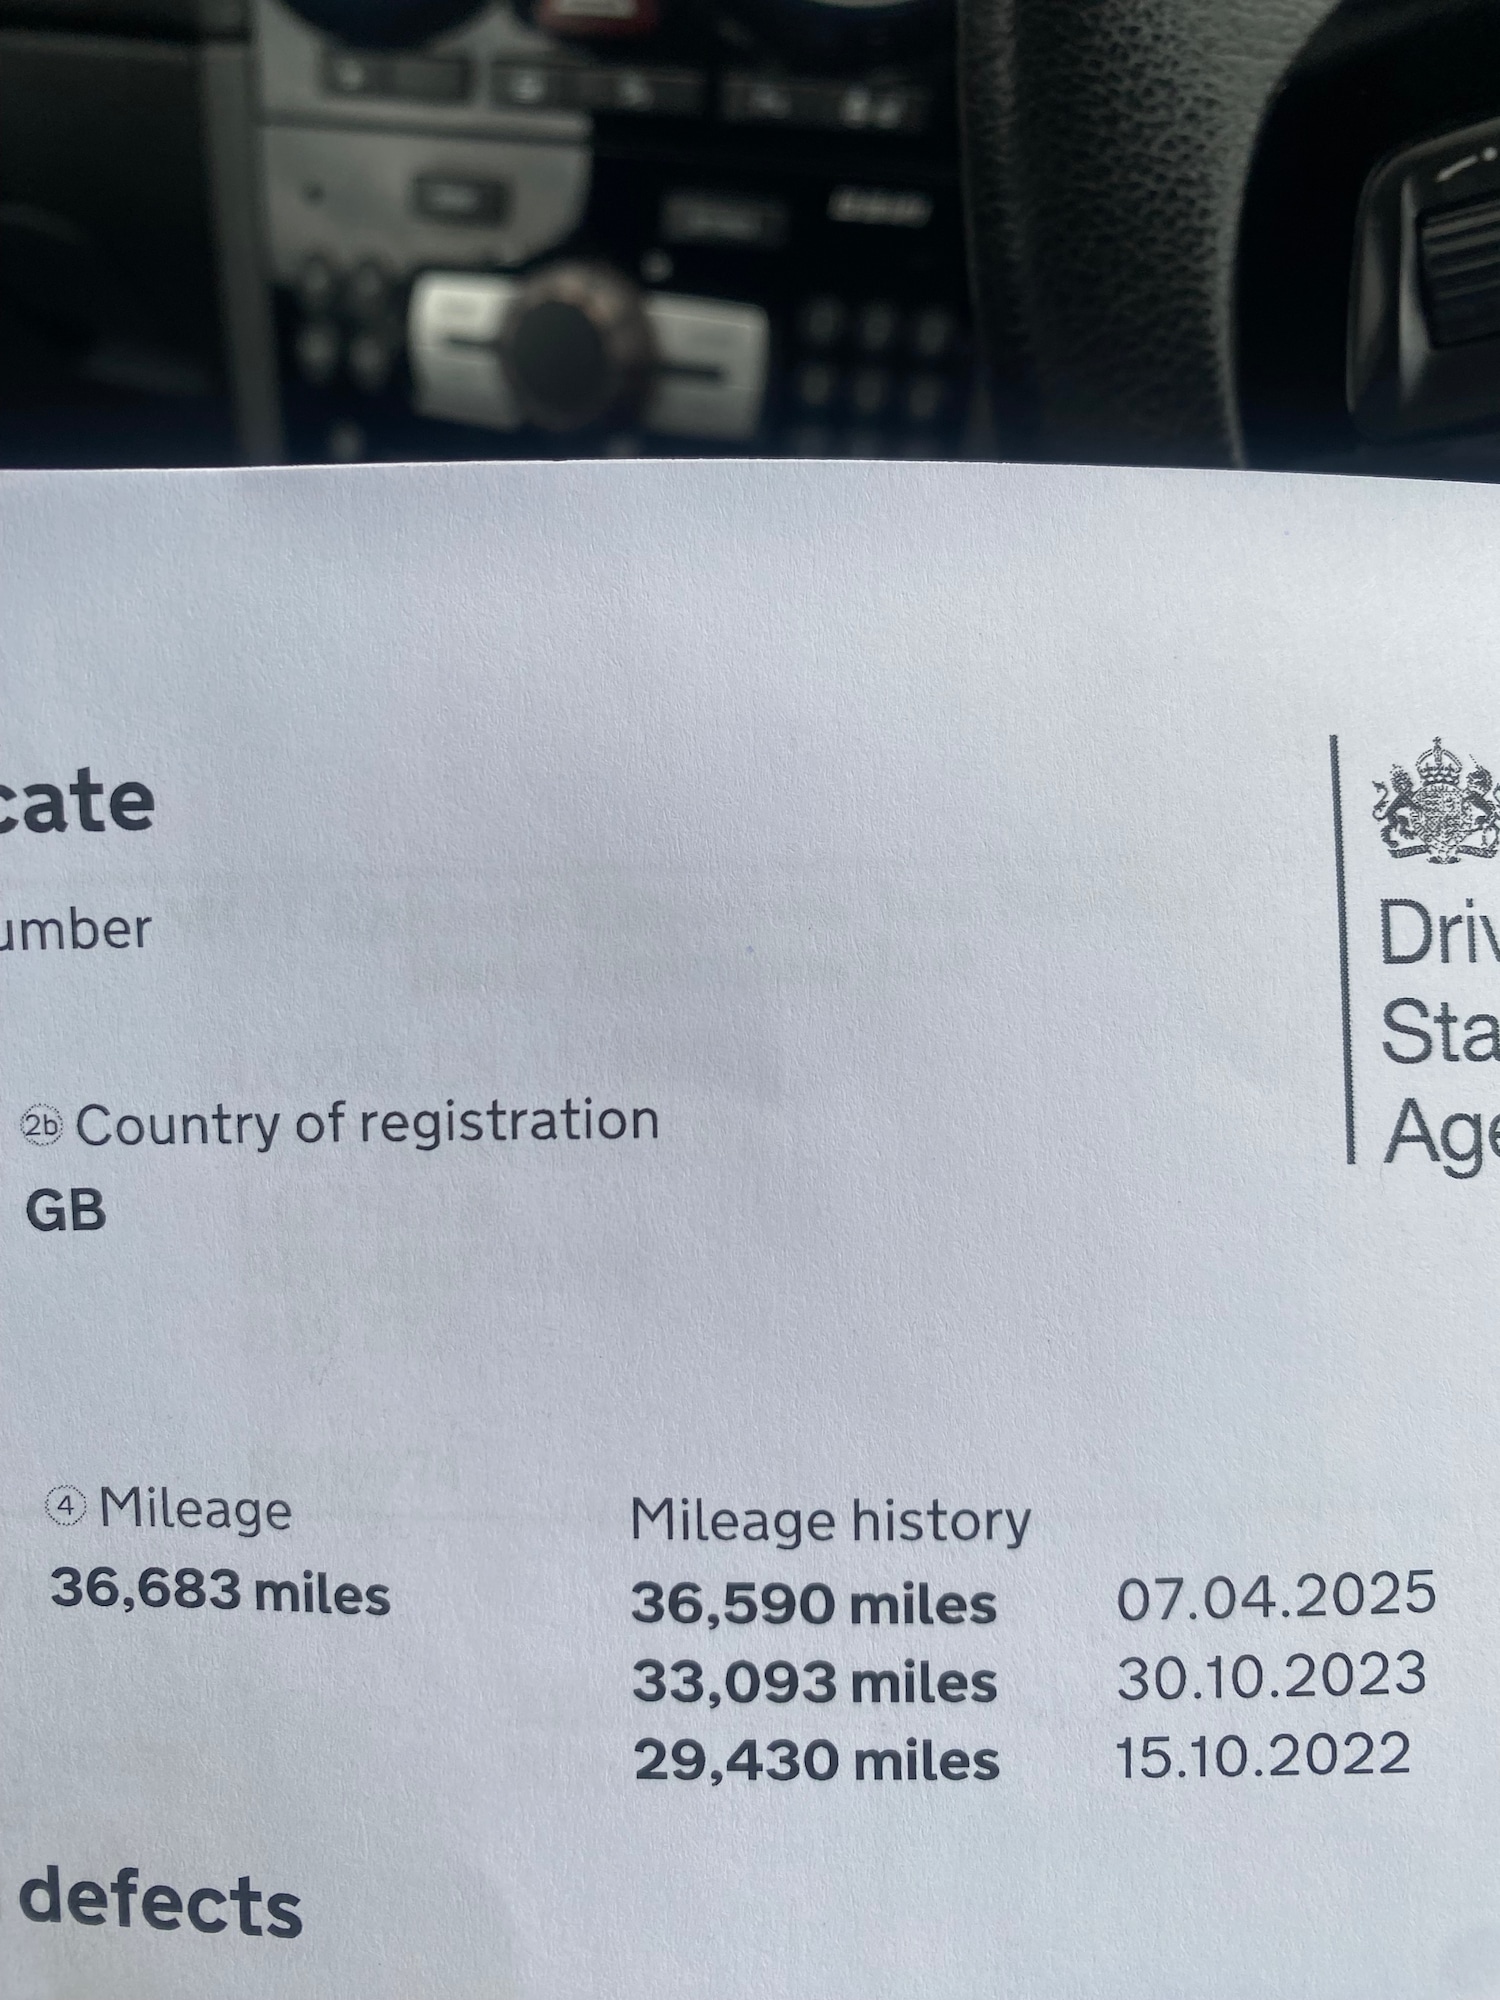 cate
umber
Driv
Sta
Age
2b Country of registration
GB
4 Mileage
36,683 miles
Mileage history
36,590 miles 07.04.2025
33,093 miles 30.10.2023
29,430 miles 15.10.2022
defects